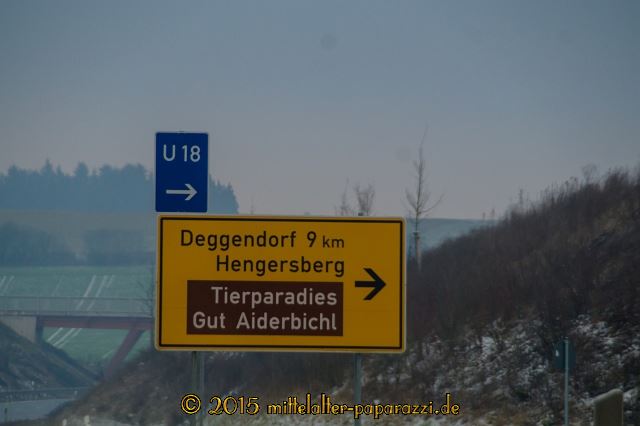 U 18
Deggendorf 9 km
Hengersberg
Tierparadies
Gut Aiderbichl
© 2015 mittelalter-paparazzi.de